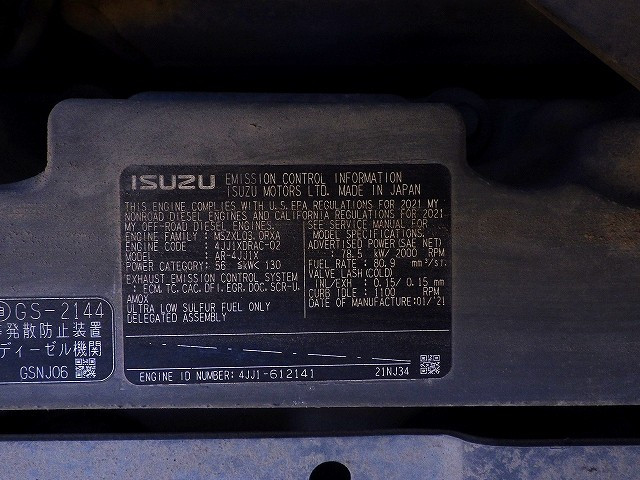 ISUZU EMISSION CONTROL INFORMATION
ISUZU MOTORS LTD. MADE IN JAPAN
THIS ENGINE COMPLIES WITH U.S.EPA REGULATIONS FOR 2021 MY
NONROAD DIESEL ENGINES AND CALIFORNIA REGULATIONS FOR 2021
MY OFF-ROAD DIESEL ENGINES.
ENGINE FAMILY : MSZXL03.0RXA
ENGINE CODE : 4JJ1XDRAC-02
MODEL : AR-4JJ1X
POWER CATEGORY: 56 ≤kW< 130
EXHAUST EMISSION CONTROL SYSTEM
: ECM, TC, CAC, DFI, EGR, DOC, SCR-U,
AMOX
ULTRA LOW SULFUR FUEL ONLY
DELEGATED ASSEMBLY
SEE SERVICE MANUAL FOR
MODEL SPECIFICATIONS.
ADVERTISED POWER(SAE NET)
: 78.5 kW/ 2000 RPM
FUEL RATE : 80.9 mm³/ST.
VALVE LASH (COLD)
INL/EXH : 0.15/ 0.15 mm
CURB IDLE : 1100 RPM
DATE OF MANUFACTURE:01/'21
ENGINE ID NUMBER: 4JJ1-612141 21NJ34
GS-2144
発散防止装置
ディーゼル機関
GSNJ06